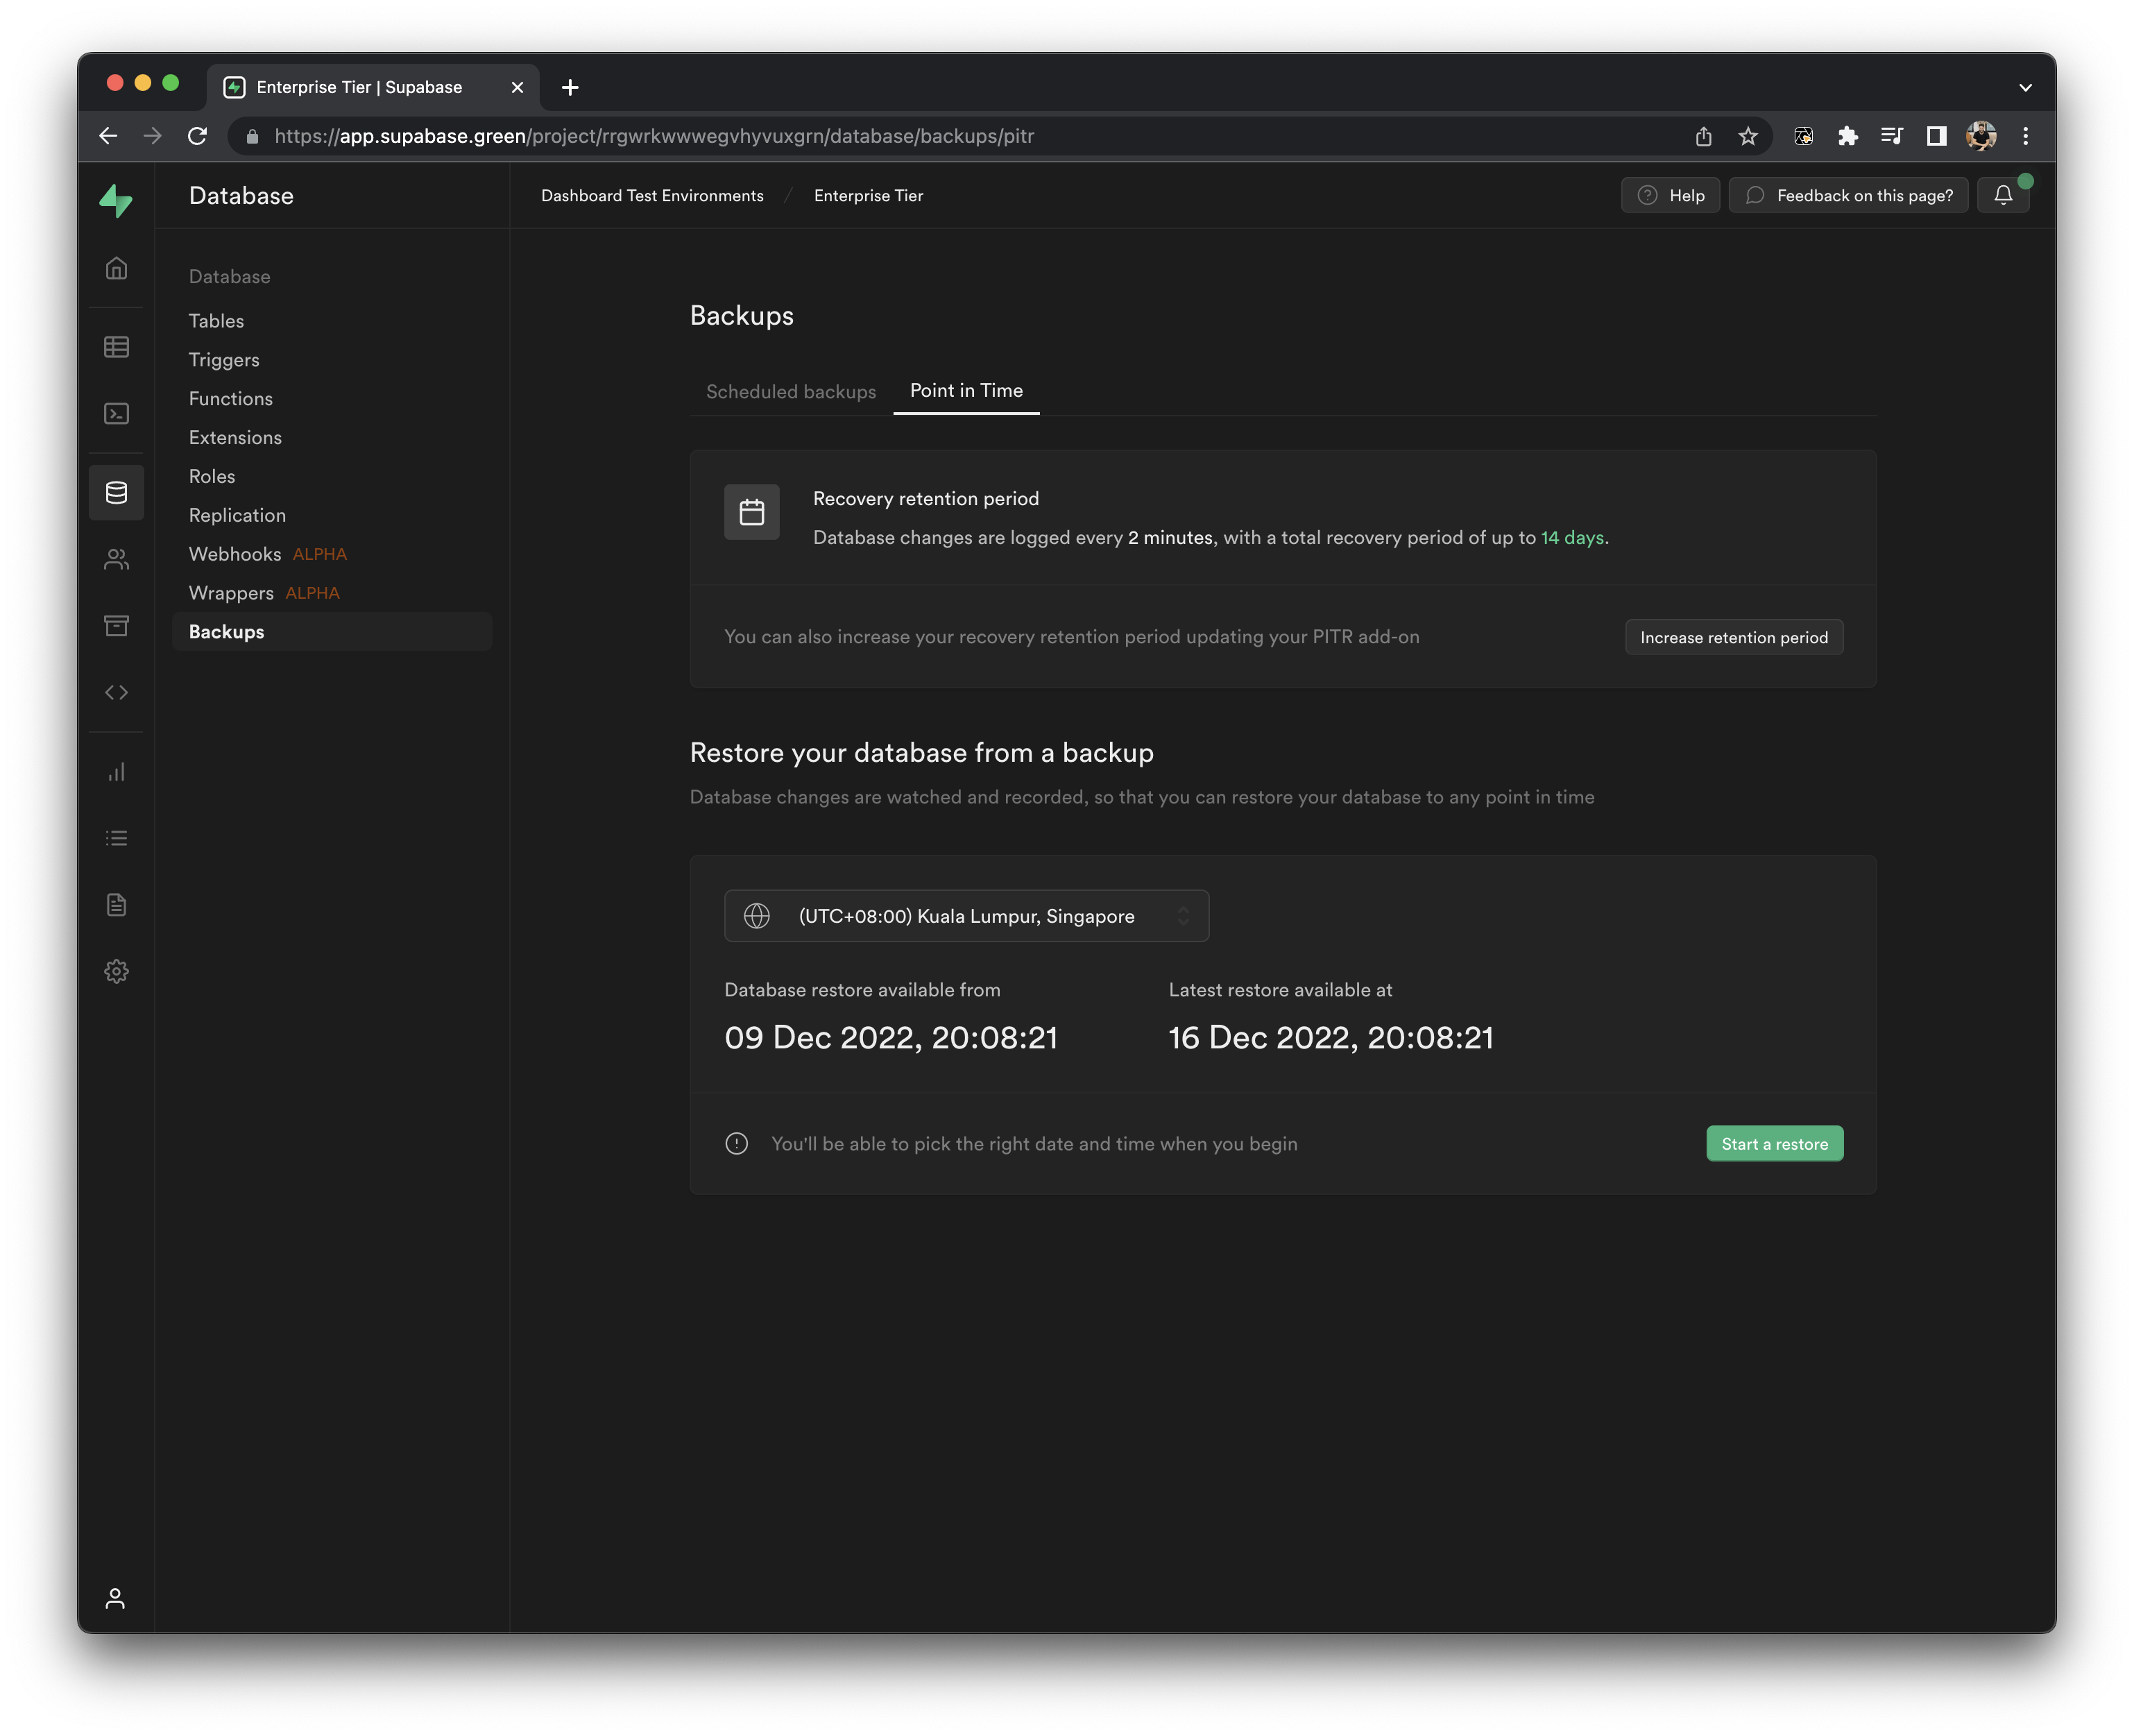 Enterprise Tier | Supabase
https://app.supabase.green/project/rrgwrkwwwegvhyvuxgrn/database/backups/pitr
Database
Dashboard Test Environments / Enterprise Tier
Help
Feedback on this page?
Database
Tables
Triggers
Functions
Extensions
Roles
Replication
Webhooks ALPHA
Wrappers ALPHA
Backups
Backups
Scheduled backups
Point in Time
Recovery retention period
Database changes are logged every 2 minutes, with a total recovery period of up to 14 days.
You can also increase your recovery retention period updating your PITR add-on
Increase retention period
Restore your database from a backup
Database changes are watched and recorded, so that you can restore your database to any point in time
(UTC+08:00) Kuala Lumpur, Singapore
Database restore available from
09 Dec 2022, 20:08:21
Latest restore available at
16 Dec 2022, 20:08:21
You'll be able to pick the right date and time when you begin
Start a restore